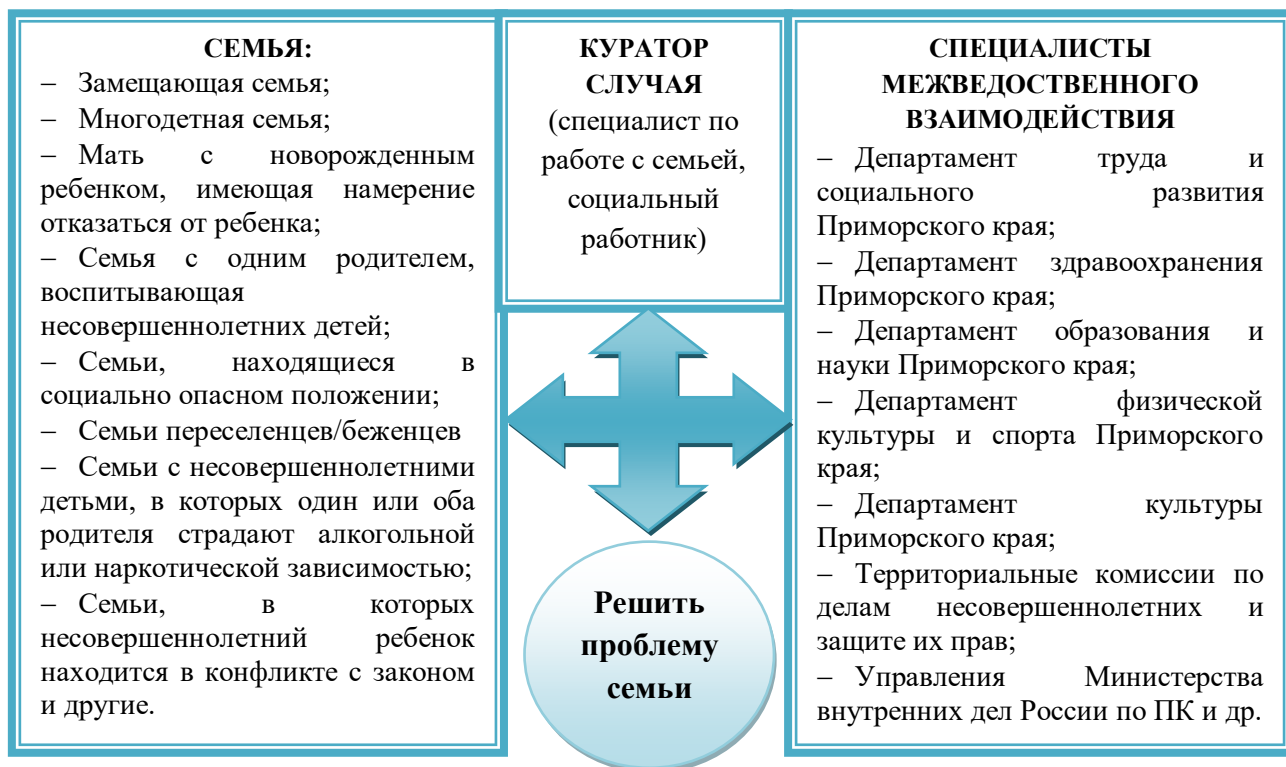 СЕМЬЯ:
– Замещающая семья;
– Многодетная семья;
– Мать с новорожденным
ребенком, имеющая намерение
отказаться от ребенка;
– Семья с одним родителем,
воспитывающая
несовершеннолетних детей;
– Семьи, находящиеся в
социально опасном положении;
– Семьи переселенцев/беженцев
– Семьи с несовершеннолетними
детьми, в которых один или оба
родителя страдают алкогольной
или наркотической зависимостью;
– Семьи, в которых
несовершеннолетний ребенок
находится в конфликте с законом
и другие.
КУРАТОР
СЛУЧАЯ
(специалист по
работе с семьей,
социальный
работник)
Решить
проблему
семьи
СПЕЦИАЛИСТЫ
МЕЖВЕДОСТВЕННОГО
ВЗАИМОДЕЙСТВИЯ
– Департамент труда и
социального развития
Приморского края;
– Департамент здравоохранения
Приморского края;
– Департамент образования и
науки Приморского края;
– Департамент физической
культуры и спорта Приморского
края;
– Департамент культуры
Приморского края;
– Территориальные комиссии по
делам несовершеннолетних и
защите их прав;
– Управления Министерства
внутренних дел России по ПК и др.